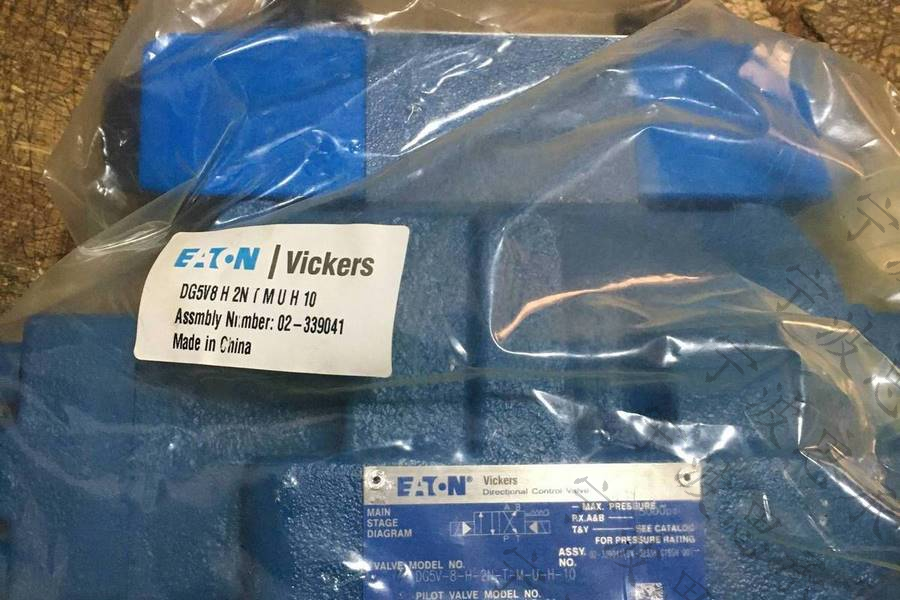 EATON | Vickers
DG5V8 H 2N T M U H 10
Assmbly Number: 02-339041
Made in China
EATON® Vickers
Directional Control Valve
MAIN
STAGE
DIAGRAM
A B
P T
MAX. PRESSURE
P.X.A&B
T&Y SEE CATALOG
FOR PRESSURE RATING
ASSY.
NO.
VALVE MODEL NO.
DG5V-8-H-2N-T-M-U-H-10
PILOT VALVE MODEL NO.